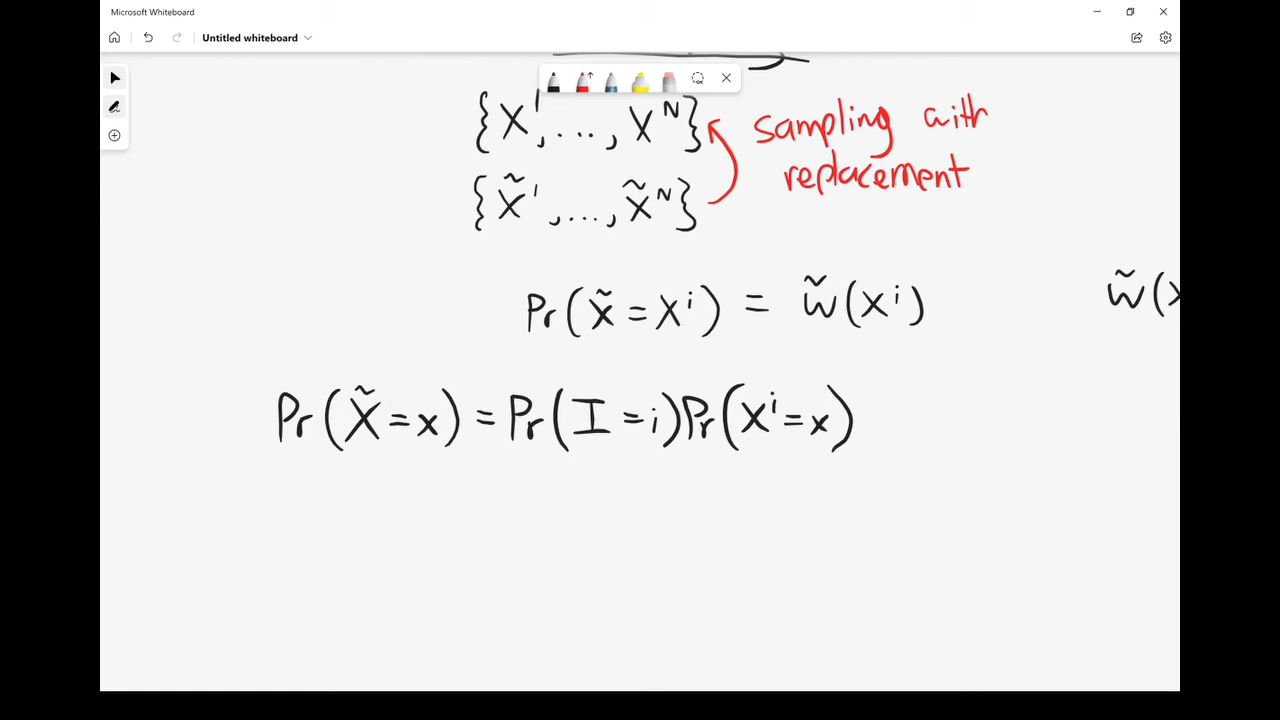 Microsoft Whiteboard
Untitled whiteboard
{X¹,...,Xᴺ}
sampling with
replacement
{X̃¹,...,X̃ᴺ}
Pr(x̃=Xⁱ) = w̃(Xⁱ)
w̃(x
Pr(X̃=x)=Pr(I=i)Pr(Xⁱ=x)